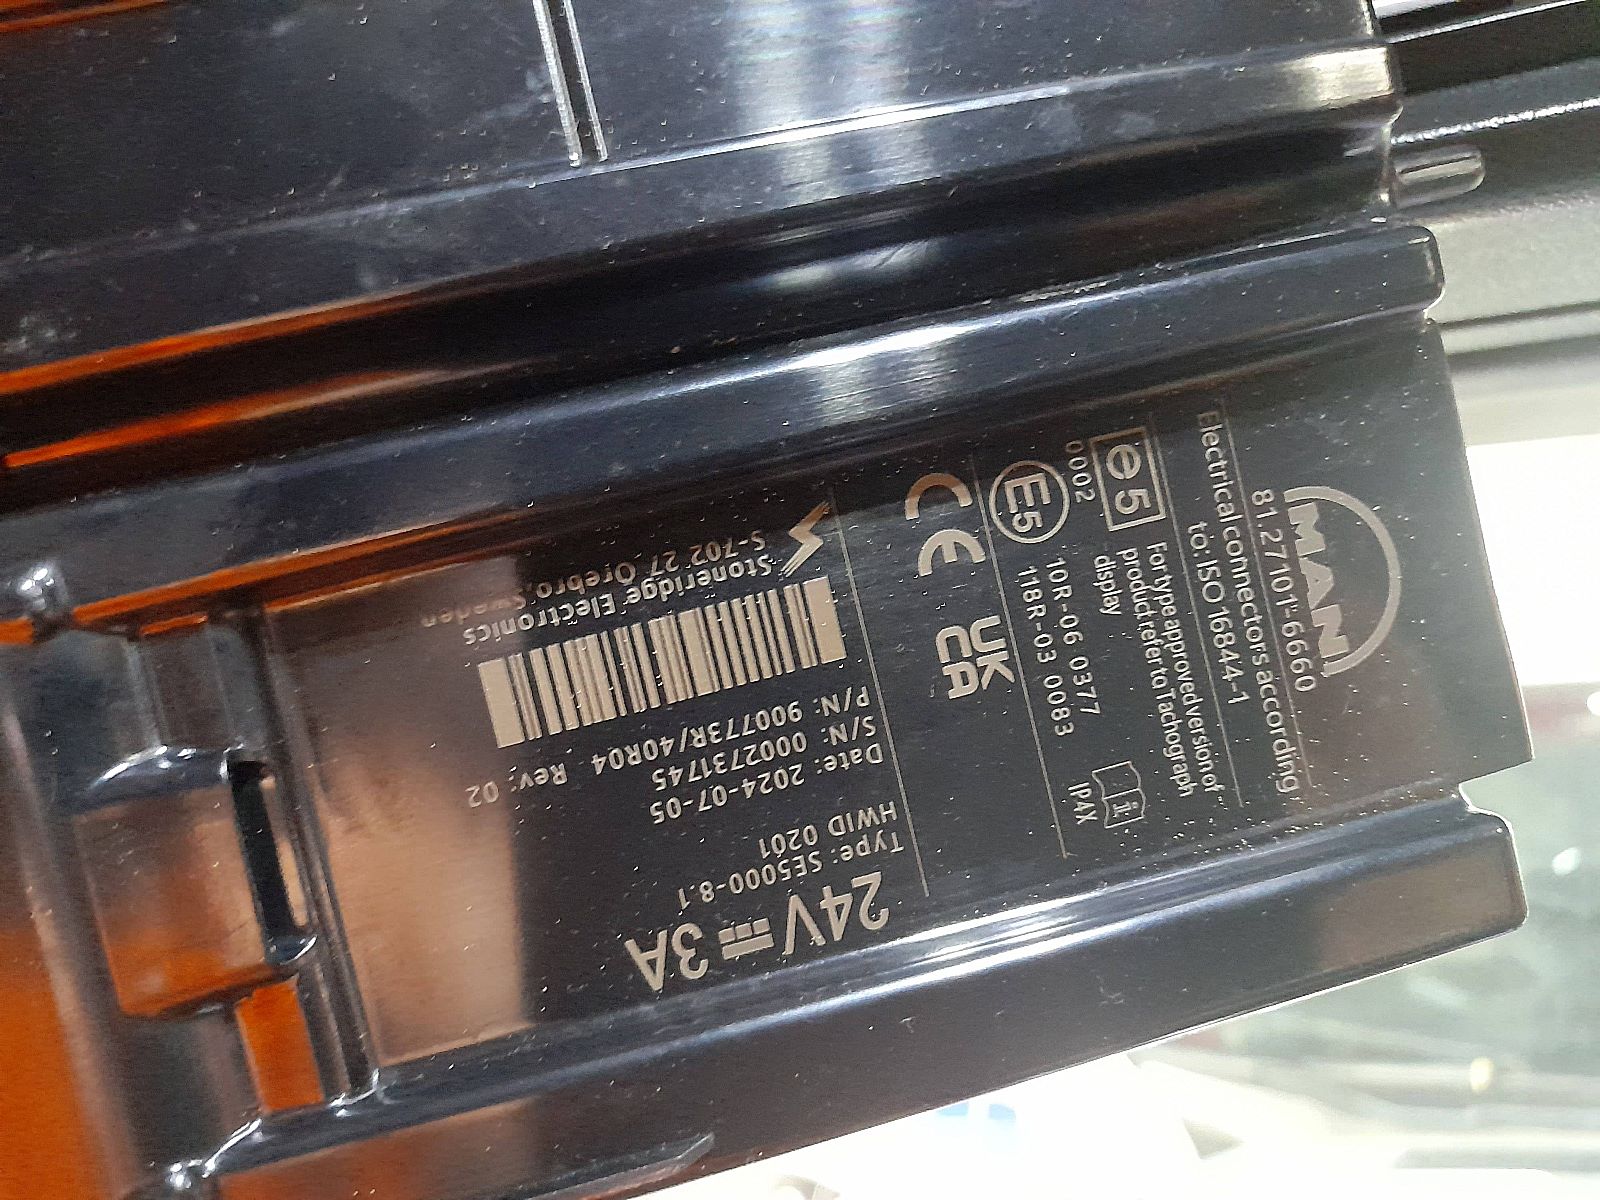 MAN
81.27101-6660
Electrical connectors according
to: ISO 16844-1
e5
0002
For type approved version of
product refer to Tachograph
display
E5
10R-06 0377
118R-03 0083
IP4X
CE
UK
CA
Stoneridge Electronics
S-702 27 Örebro, Sweden
P/N: 900773R/40R04 Rev: 02
S/N: 0002731745
Date: 2024-07-05
HWID 0201
Type: SE5000-8.1
24V 3A